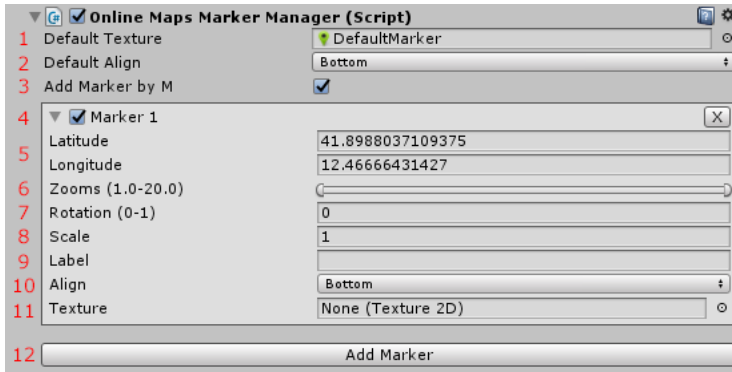 Online Maps Marker Manager (Script)
1 Default Texture DefaultMarker
2 Default Align Bottom
3 Add Marker by M
4 Marker 1 X
5 Latitude 41.8988037109375
Longitude 12.46666431427
6 Zooms (1.0-20.0)
7 Rotation (0-1) 0
8 Scale 1
9 Label
10 Align Bottom
11 Texture None (Texture 2D)
12 Add Marker